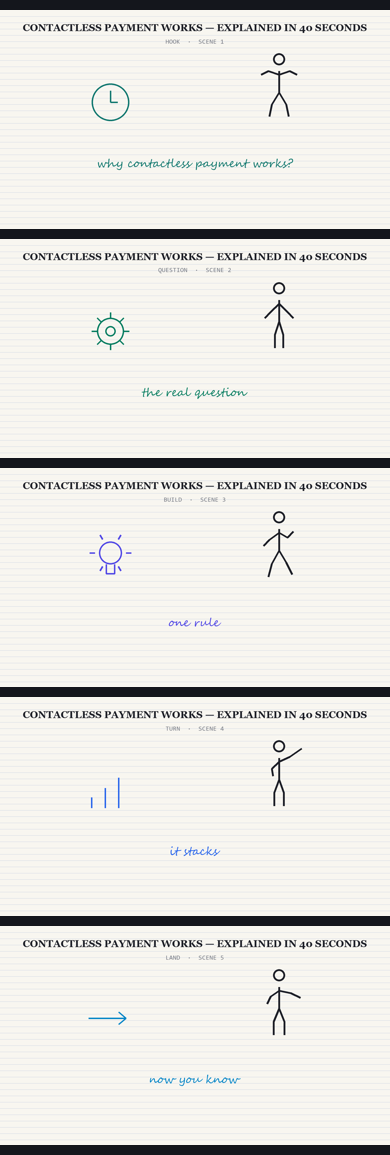 CONTACTLESS PAYMENT WORKS — EXPLAINED IN 40 SECONDS
HOOK - SCENE 1
why contactless payment works?
CONTACTLESS PAYMENT WORKS — EXPLAINED IN 40 SECONDS
QUESTION - SCENE 2
the real question
CONTACTLESS PAYMENT WORKS — EXPLAINED IN 40 SECONDS
BUILD - SCENE 3
one rule
CONTACTLESS PAYMENT WORKS — EXPLAINED IN 40 SECONDS
TURN - SCENE 4
it stacks
CONTACTLESS PAYMENT WORKS — EXPLAINED IN 40 SECONDS
LAND - SCENE 5
now you know